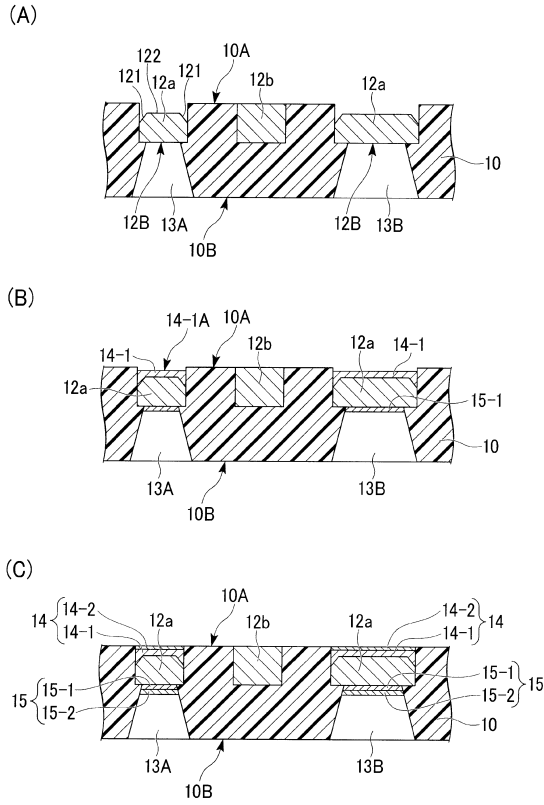 (A)
122
121 12a 121
10A
12b
12a
10
12B 13A
10B
12B 13B
(B)
14-1A
14-1
10A
12b
12a
14-1
12a
15-1
10
13A
10B
13B
(C)
14 { 14-2
14-1
12a
10A
12b
12a
14-2
14-1 } 14
15 { 15-1
15-2
15-1
15-2 } 15
10
13A
10B
13B